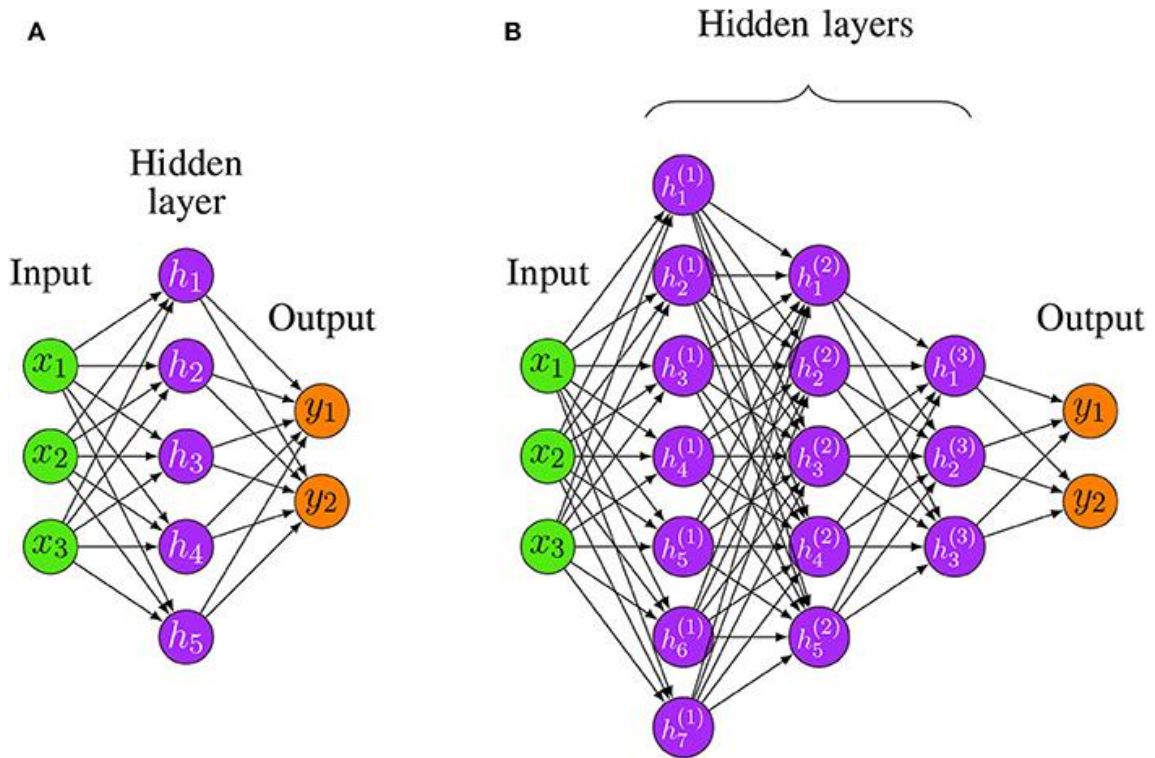 A
Hidden
layer
Input
Output
x₁
x₂
x₃
h₁
h₂
h₃
h₄
h₅
y₁
y₂
B
Hidden layers
Input
Output
x₁
x₂
x₃
h₁⁽¹⁾
h₂⁽¹⁾
h₃⁽¹⁾
h₄⁽¹⁾
h₅⁽¹⁾
h₆⁽¹⁾
h₇⁽¹⁾
h₁⁽²⁾
h₂⁽²⁾
h₃⁽²⁾
h₄⁽²⁾
h₅⁽²⁾
h₁⁽³⁾
h₂⁽³⁾
h₃⁽³⁾
y₁
y₂